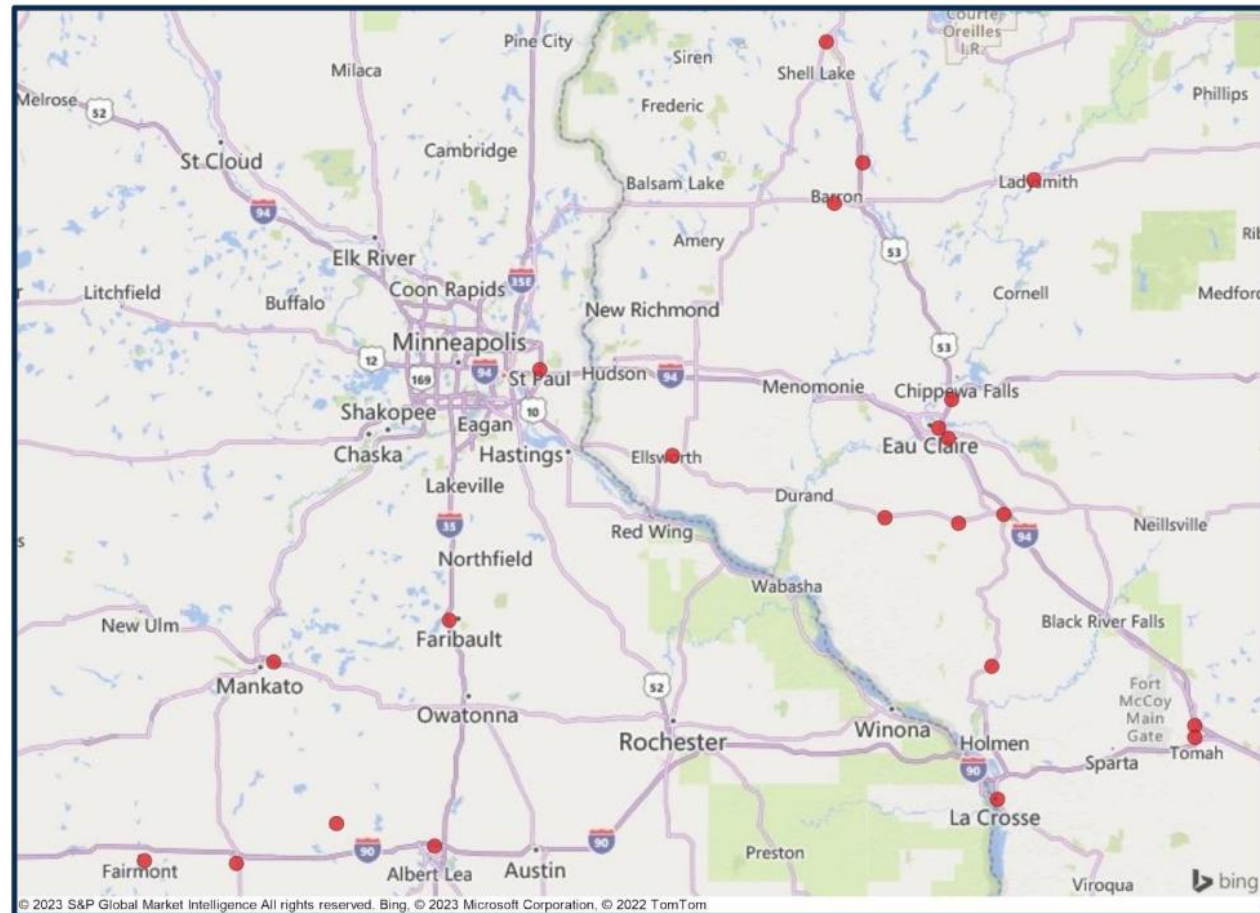 Courte
Oreilles
I.R.
Pine City
Siren
Milaca
Shell Lake
Melrose
52
Frederic
Phillips
St Cloud
Cambridge
Balsam Lake
Barron
Ladysmith
94
Amery
53
Elk River
35E
Litchfield
Buffalo
Coon Rapids
New Richmond
Cornell
Medford
Minneapolis
12
169
94
St Paul
Hudson
94
53
Menomonie
Chippewa Falls
Shakopee
10
Eagan
Chaska
Hastings
Ellsworth
Eau Claire
Lakeville
Durand
35
Red Wing
94
Neillsville
Northfield
Wabasha
New Ulm
Faribault
Black River Falls
Mankato
52
Fort
McCoy
Main
Gate
Owatonna
Rochester
Winona
Holmen
90
Sparta
Tomah
La Crosse
90
90
Fairmont
Albert Lea
Austin
Preston
Viroqua
bing
© 2023 S&P Global Market Intelligence All rights reserved. Bing, © 2023 Microsoft Corporation, © 2022 TomTom